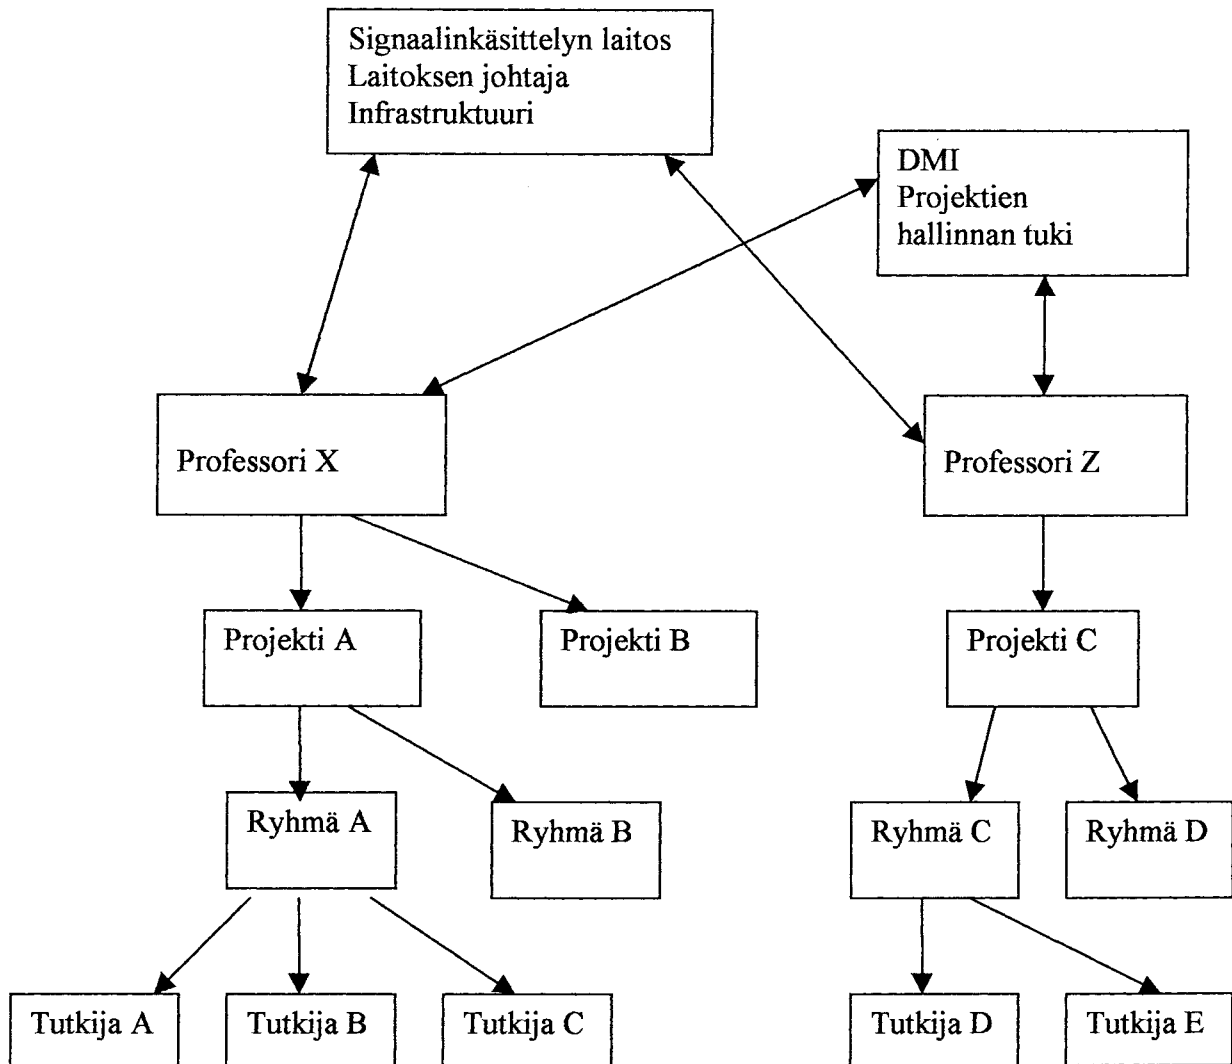 Signaalinkäsittelyn laitos
Laitoksen johtaja
Infrastruktuuri
DMI
Projektien
hallinnan tuki
Professori X
Professori Z
Projekti A
Projekti B
Projekti C
Ryhmä A
Ryhmä B
Ryhmä C
Ryhmä D
Tutkija A
Tutkija B
Tutkija C
Tutkija D
Tutkija E